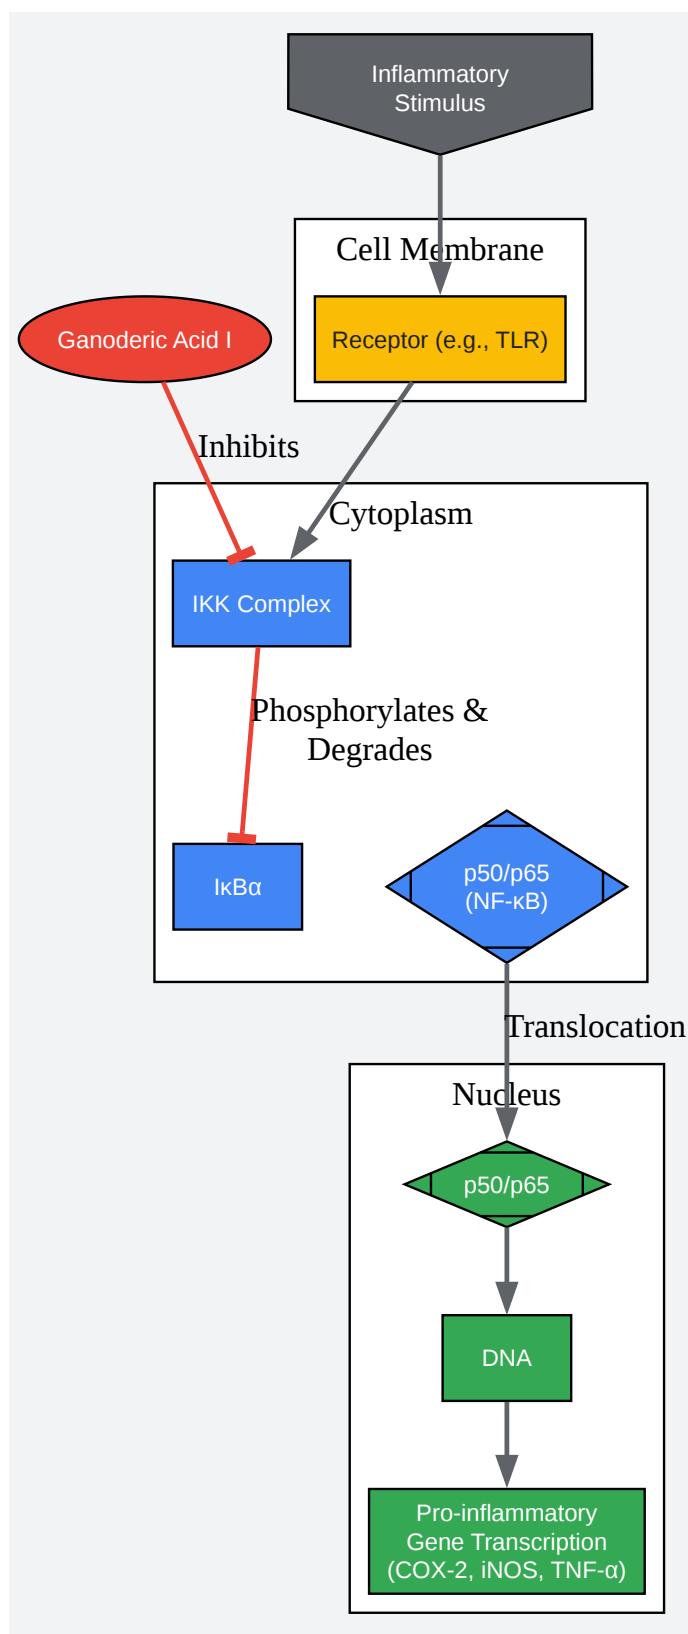 Inflammatory
Stimulus
Cell Membrane
Ganoderic Acid I
Receptor (e.g., TLR)
Inhibits
Cytoplasm
IKK Complex
Phosphorylates &
Degrades
IκBα
p50/p65
(NF-κB)
Translocation
Nucleus
p50/p65
DNA
Pro-inflammatory
Gene Transcription
(COX-2, iNOS, TNF-α)